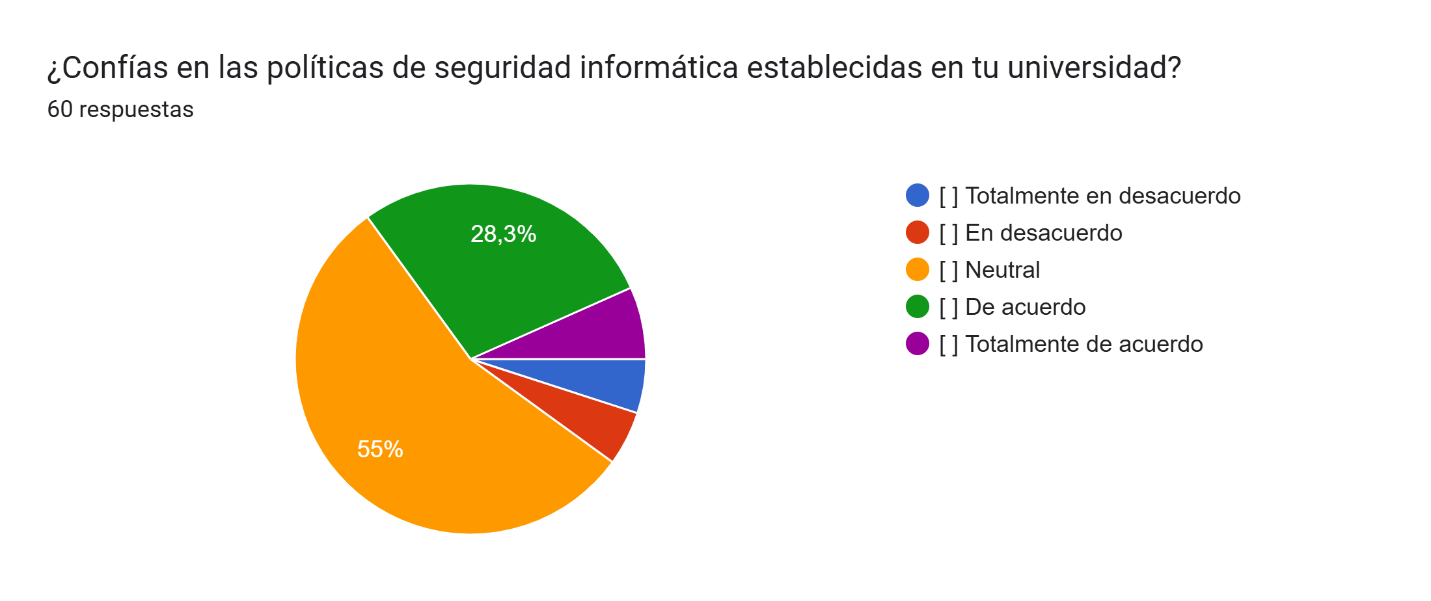 ¿Confías en las políticas de seguridad informática establecidas en tu universidad?
60 respuestas
28,3%
55%
[ ] Totalmente en desacuerdo
[ ] En desacuerdo
[ ] Neutral
[ ] De acuerdo
[ ] Totalmente de acuerdo